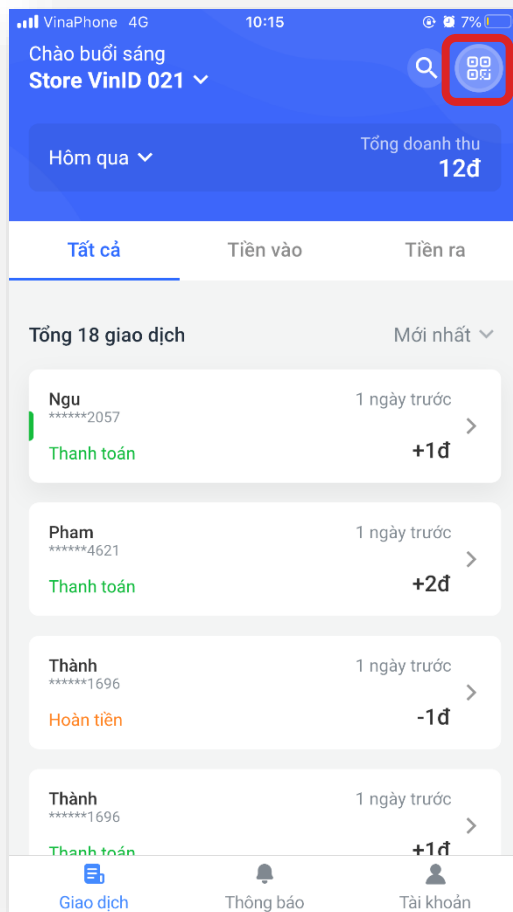 VinaPhone 4G 10:15 7%
Chào buổi sáng
Store VinID 021
Hôm qua
Tổng doanh thu
12đ
Tất cả Tiền vào Tiền ra
Tổng 18 giao dịch Mới nhất
Ngu 1 ngày trước
******2057
Thanh toán +1đ
Pham 1 ngày trước
******4621
Thanh toán +2đ
Thành 1 ngày trước
******1696
Hoàn tiền -1đ
Thành 1 ngày trước
******1696
Thanh toán +1đ
Giao dịch Thông báo Tài khoản